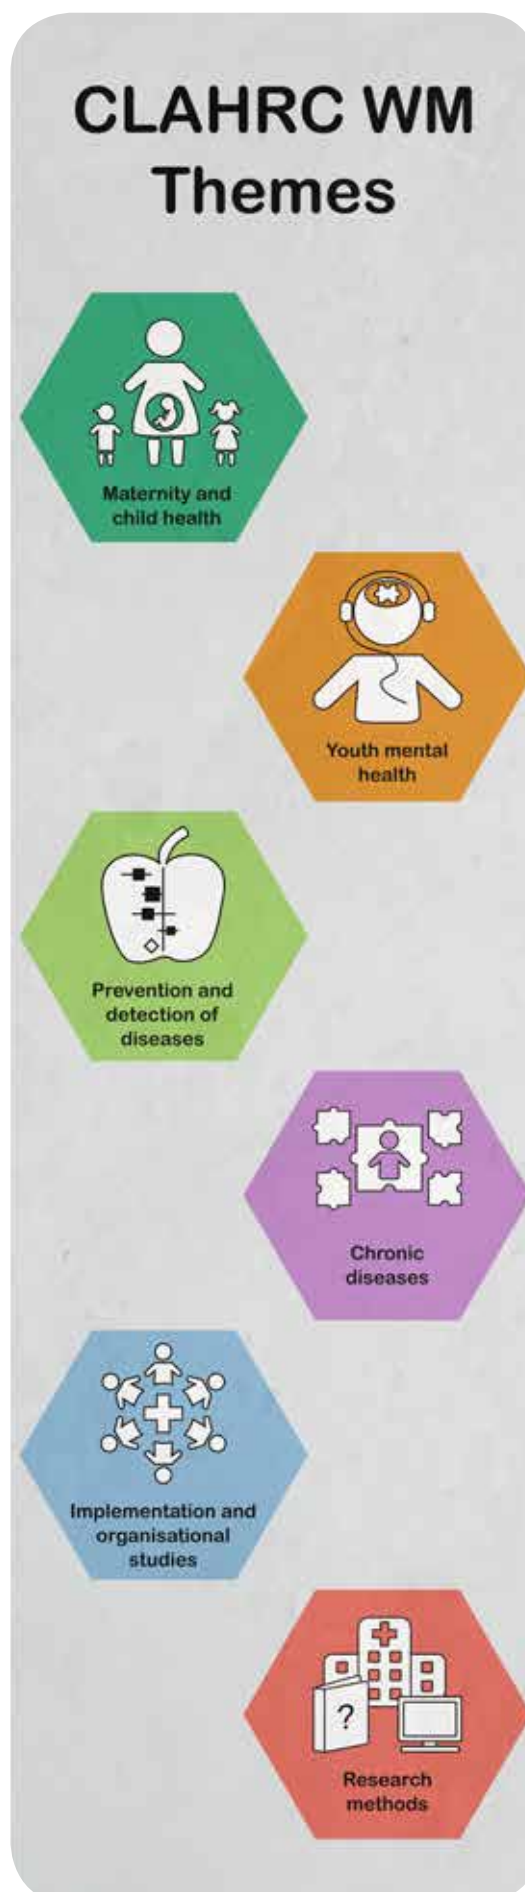 CLAHRC WM
Themes
Maternity and
child health
Youth mental
health
Prevention and
detection of
diseases
Chronic
diseases
Implementation and
organisational
studies
?
Research
methods